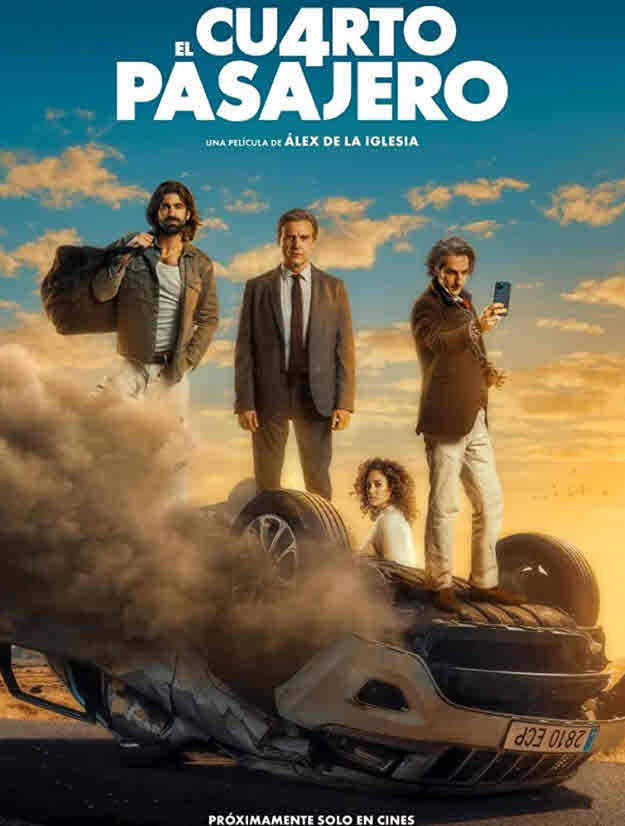 EL CU4RTO
PASAJERO
UNA PELÍCULA DE ÁLEX DE LA IGLESIA
2810 ECP
PRÓXIMAMENTE SOLO EN CINES